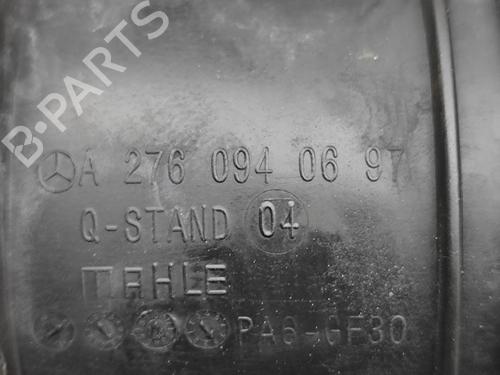 B-PARTS
A 276 094 06 97
Q-STAND 04
MAHLE
PA6-GF30